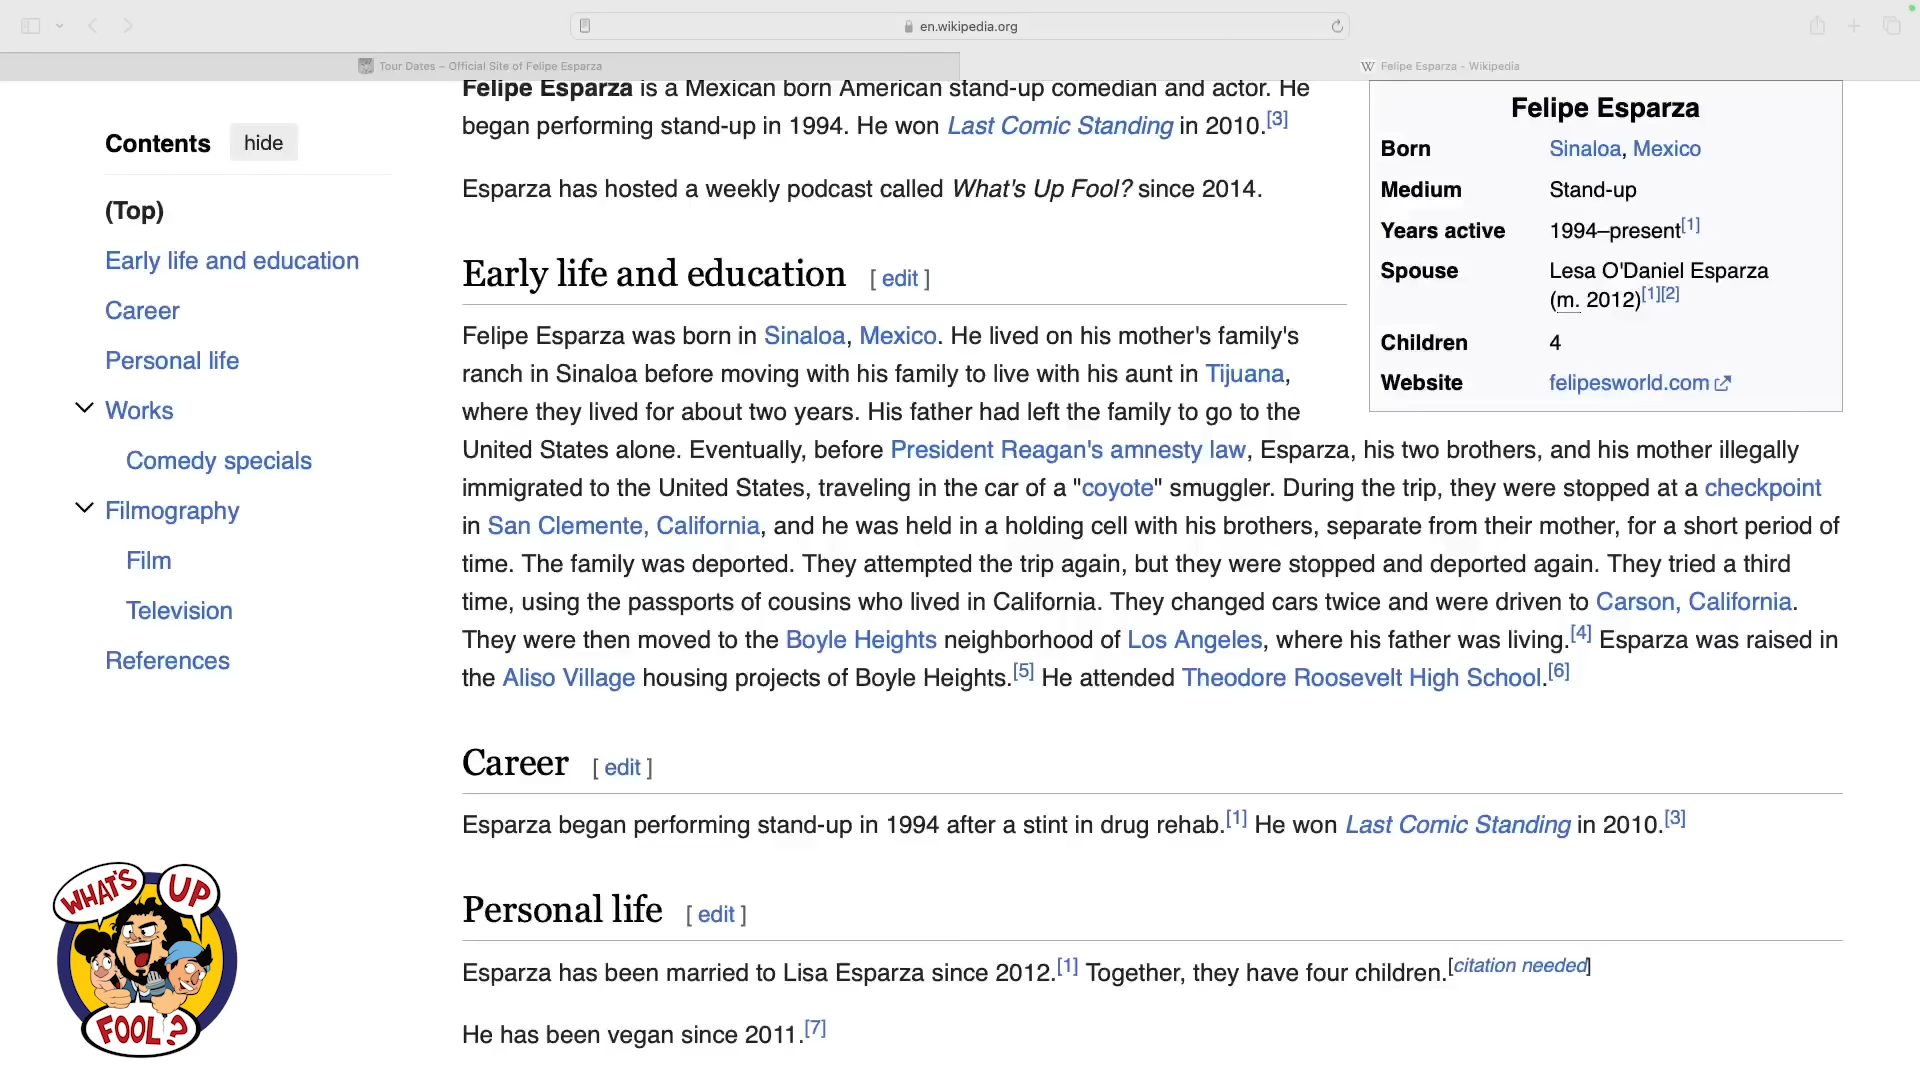 en.wikipedia.org
Tour Dates – Official Site of Felipe Esparza
Felipe Esparza - Wikipedia
Contents
hide
(Top)
Early life and education
Career
Personal life
Works
Comedy specials
Filmography
Film
Television
References
Felipe Esparza is a Mexican born American stand-up comedian and actor. He
began performing stand-up in 1994. He won Last Comic Standing in 2010.[3]
Esparza has hosted a weekly podcast called What's Up Fool? since 2014.
Felipe Esparza
Born Sinaloa, Mexico
Medium Stand-up
Years active 1994–present[1]
Spouse Lesa O'Daniel Esparza
(m. 2012)[1][2]
Children 4
Website felipesworld.com
Early life and education [ edit ]
Felipe Esparza was born in Sinaloa, Mexico. He lived on his mother's family's
ranch in Sinaloa before moving with his family to live with his aunt in Tijuana,
where they lived for about two years. His father had left the family to go to the
United States alone. Eventually, before President Reagan's amnesty law, Esparza, his two brothers, and his mother illegally
immigrated to the United States, traveling in the car of a "coyote" smuggler. During the trip, they were stopped at a checkpoint
in San Clemente, California, and he was held in a holding cell with his brothers, separate from their mother, for a short period of
time. The family was deported. They attempted the trip again, but they were stopped and deported again. They tried a third
time, using the passports of cousins who lived in California. They changed cars twice and were driven to Carson, California.
They were then moved to the Boyle Heights neighborhood of Los Angeles, where his father was living.[4] Esparza was raised in
the Aliso Village housing projects of Boyle Heights.[5] He attended Theodore Roosevelt High School.[6]
Career [ edit ]
Esparza began performing stand-up in 1994 after a stint in drug rehab.[1] He won Last Comic Standing in 2010.[3]
Personal life [ edit ]
Esparza has been married to Lisa Esparza since 2012.[1] Together, they have four children.[citation needed]
He has been vegan since 2011.[7]
WHAT'S UP
FOOL?